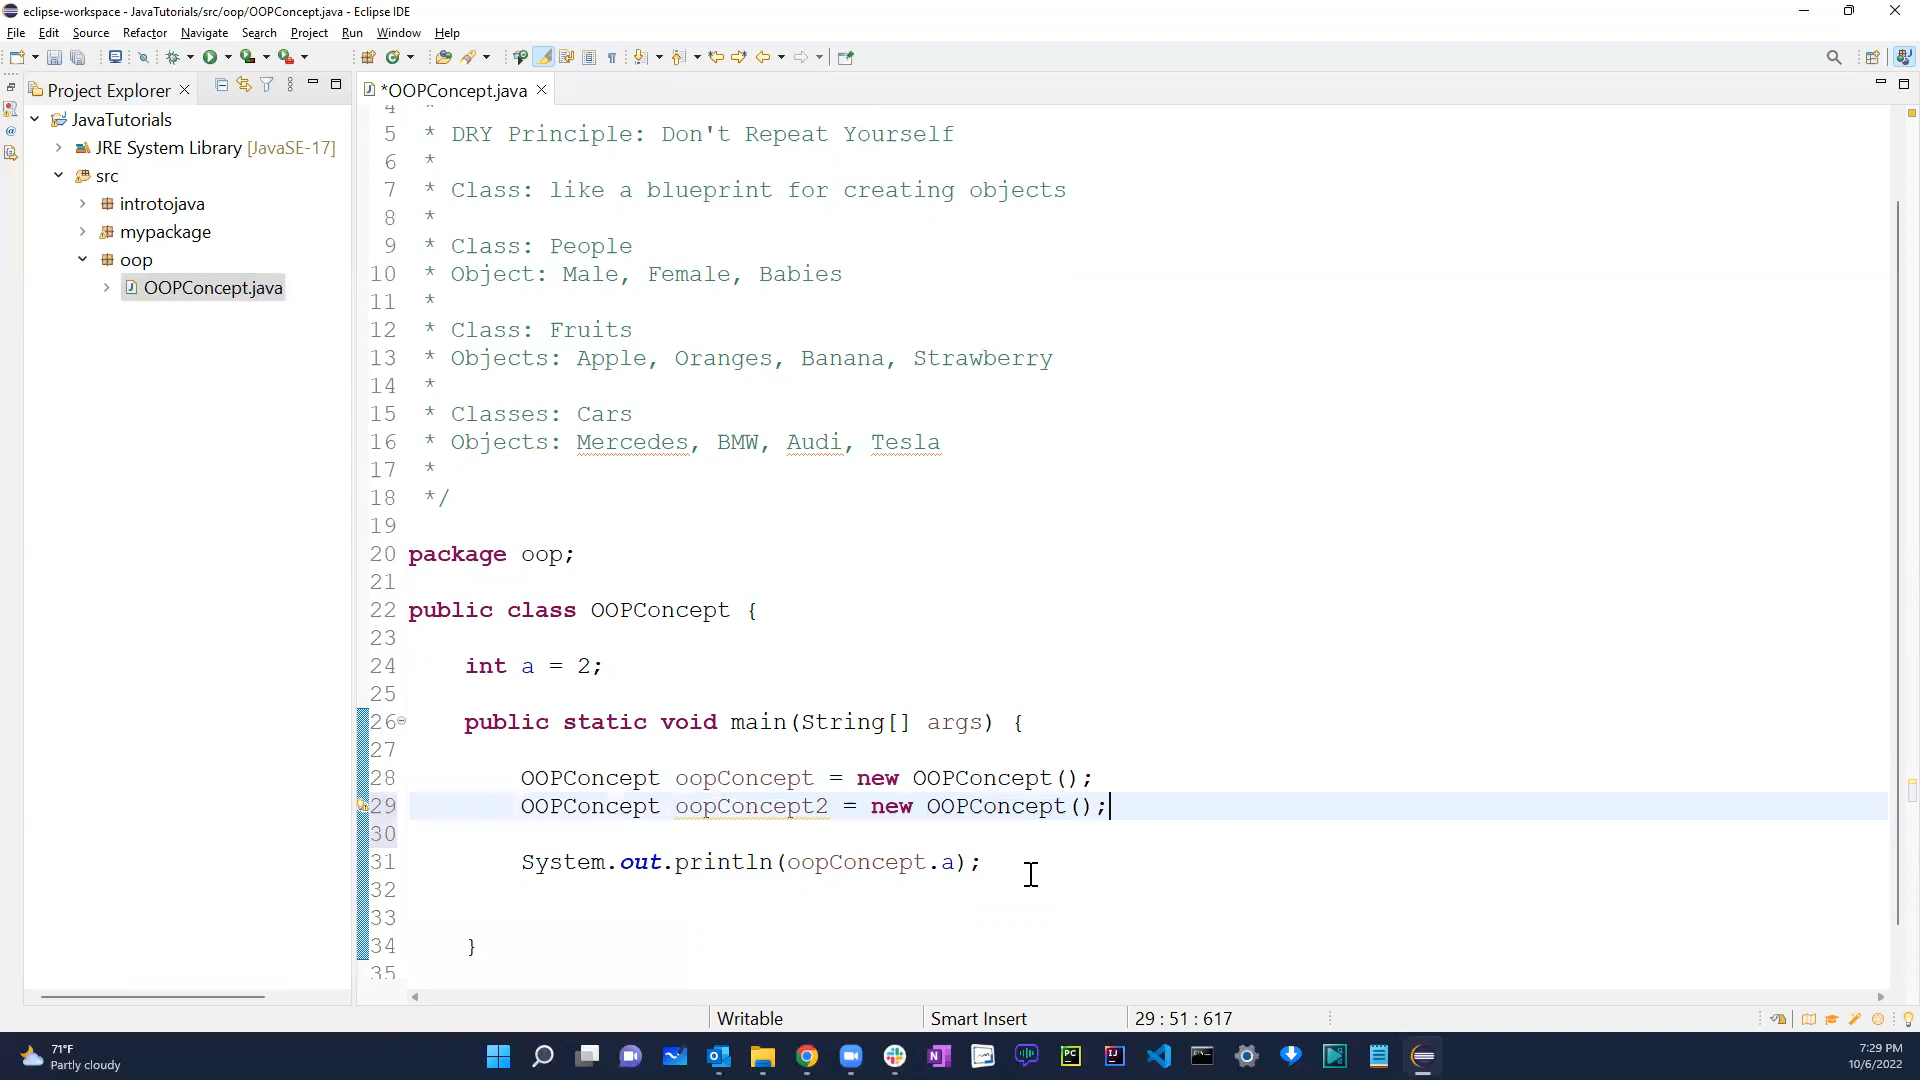 eclipse-workspace - JavaTutorials/src/oop/OOPConcept.java - Eclipse IDE
File Edit Source Refactor Navigate Search Project Run Window Help
Project Explorer
*OOPConcept.java
JavaTutorials
JRE System Library [JavaSE-17]
src
introtojava
mypackage
oop
OOPConcept.java
4 *
5 * DRY Principle: Don't Repeat Yourself
6 *
7 * Class: like a blueprint for creating objects
8 *
9 * Class: People
10 * Object: Male, Female, Babies
11 *
12 * Class: Fruits
13 * Objects: Apple, Oranges, Banana, Strawberry
14 *
15 * Classes: Cars
16 * Objects: Mercedes, BMW, Audi, Tesla
17 *
18 */
19
20 package oop;
21
22 public class OOPConcept {
23
24 int a = 2;
25
26 public static void main(String[] args) {
27
28 OOPConcept oopConcept = new OOPConcept();
29 OOPConcept oopConcept2 = new OOPConcept();
30
31 System.out.println(oopConcept.a);
32
33
34 }
35
Writable Smart Insert 29 : 51 : 617
71°F
Partly cloudy
7:29 PM
10/6/2022